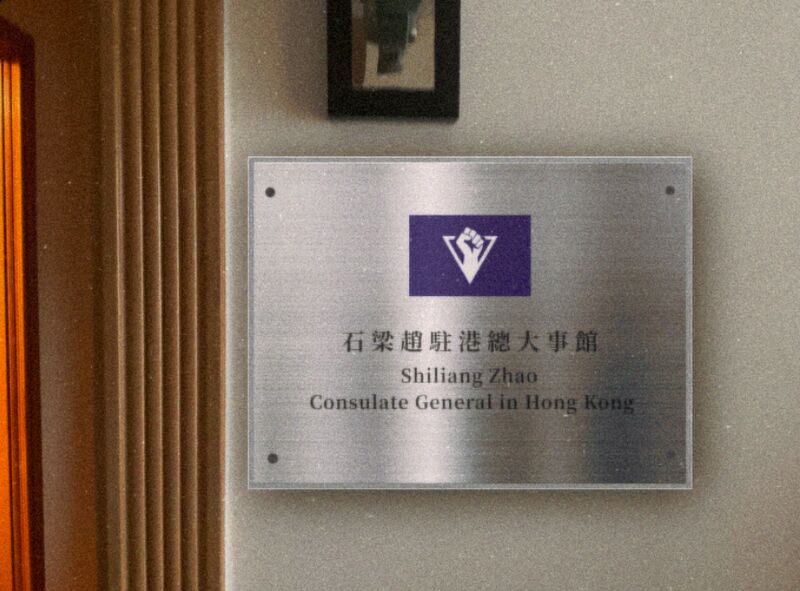 石梁趙駐港總大事館
Shiliang Zhao
Consulate General in Hong Kong